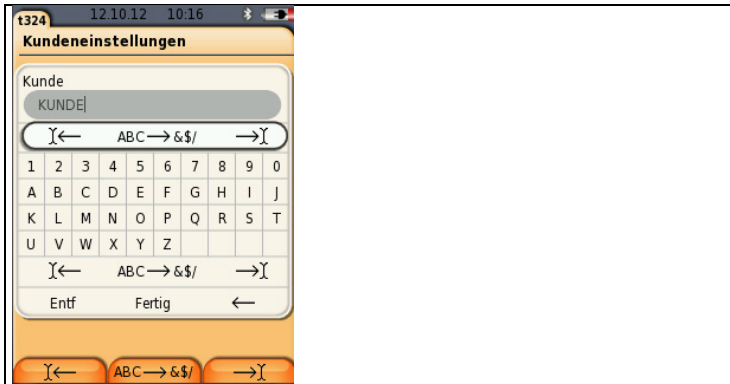 t324 12.10.12 10:16
Kundeneinstellungen
Kunde
KUNDE
ABC→&$/
1 2 3 4 5 6 7 8 9 0
A B C D E F G H I J
K L M N O P Q R S T
U V W X Y Z
ABC→&$/
Entf Fertig ←
ABC→&$/